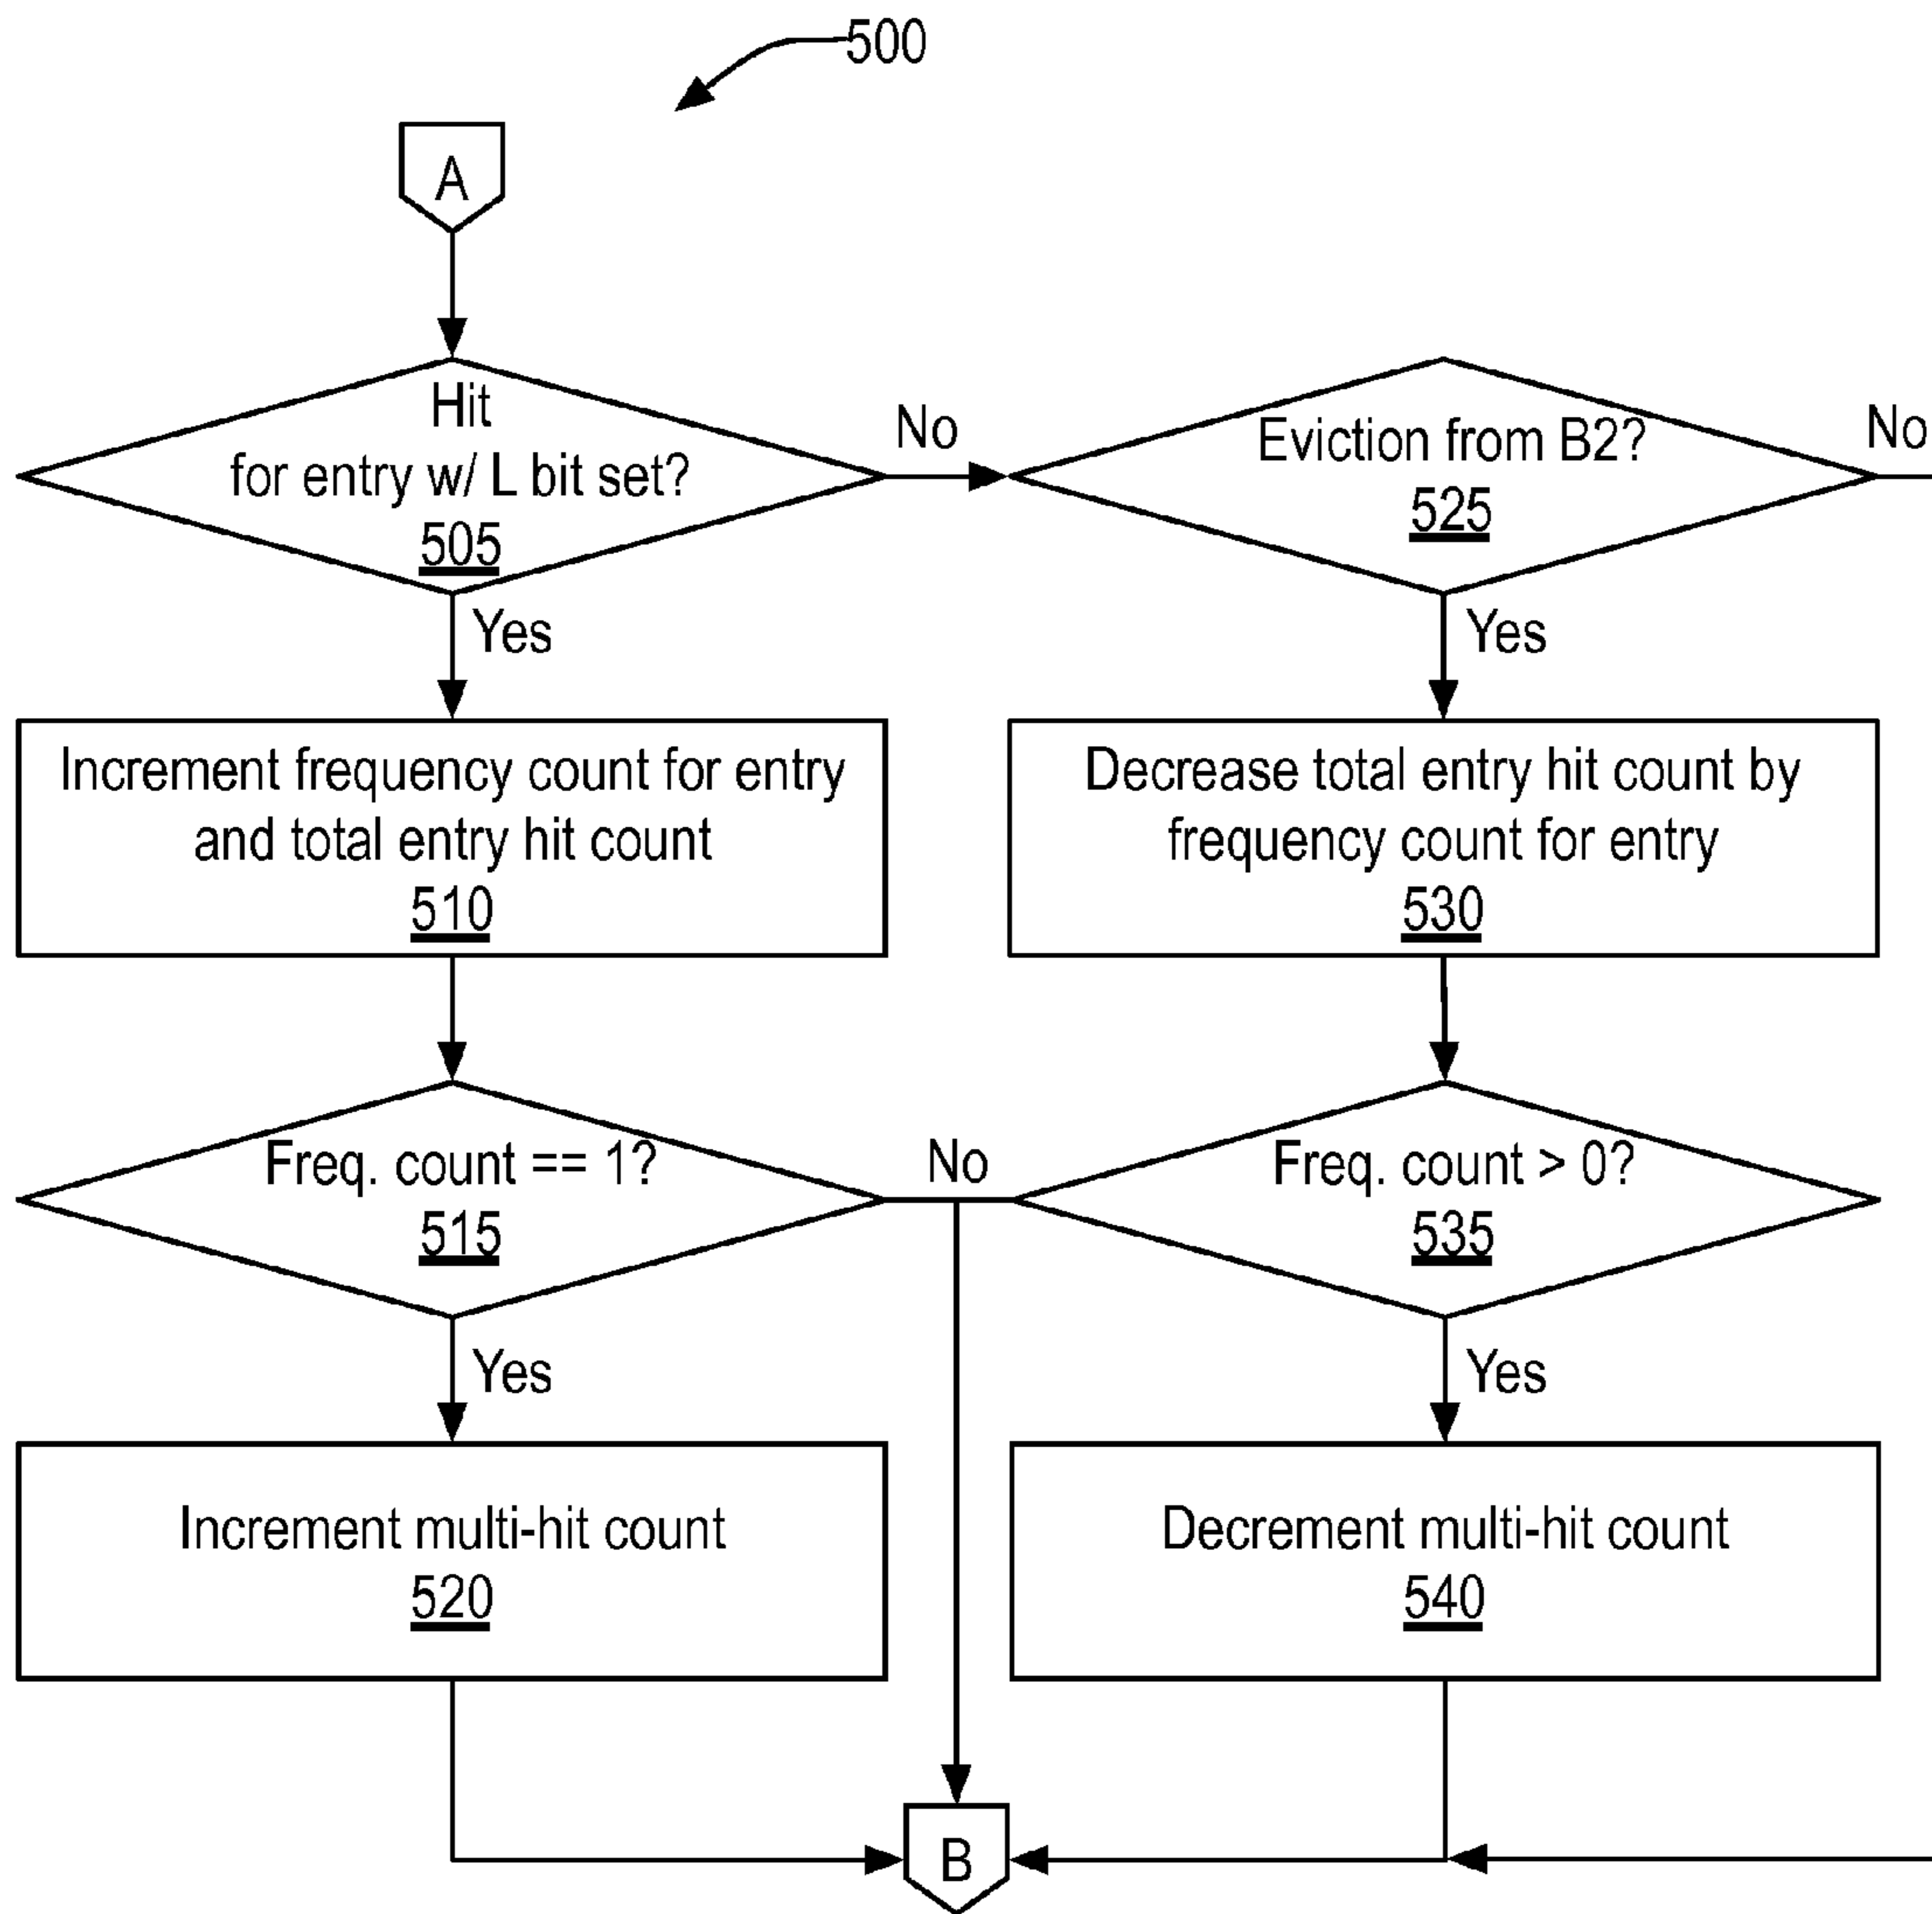 500
A
Hit
for entry w/ L bit set?
505
No
Eviction from B2?
525
No
Yes
Yes
Increment frequency count for entry
and total entry hit count
510
Decrease total entry hit count by
frequency count for entry
530
Freq. count == 1?
515
No
Freq. count > 0?
535
Yes
Yes
Increment multi-hit count
520
Decrement multi-hit count
540
B